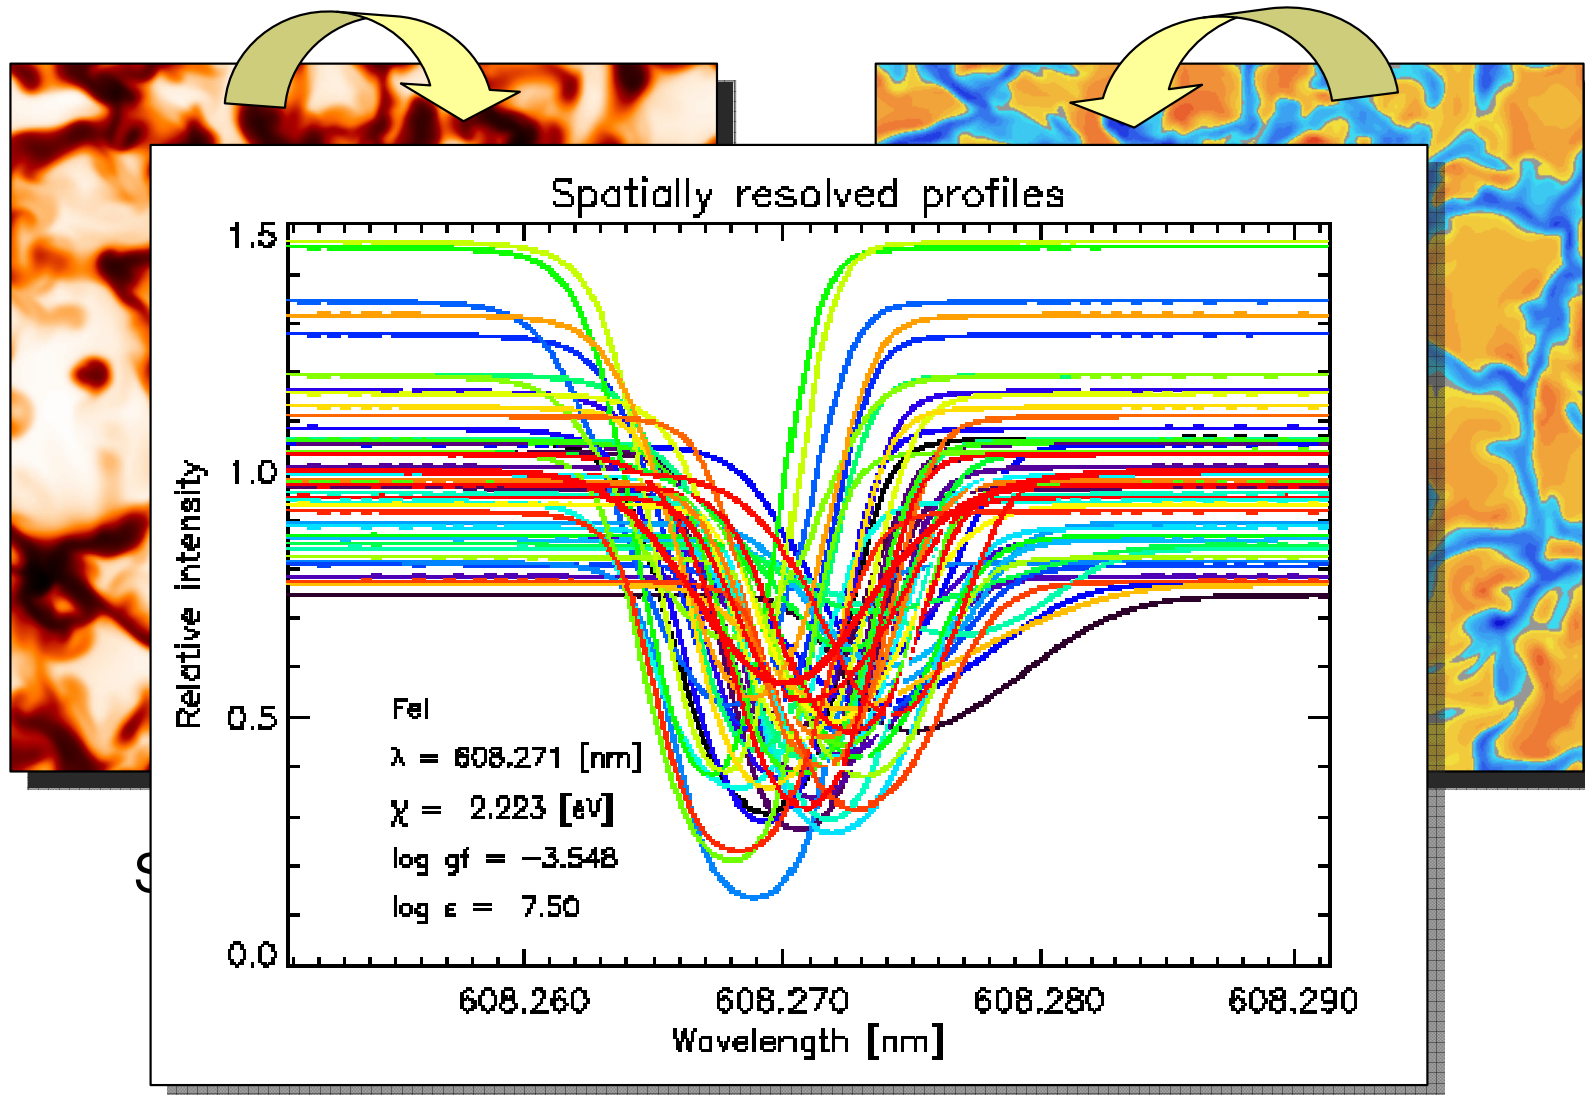 Spatially resolved profiles
1.5
1.0
0.5
0.0
Relative intensity
FeI
λ = 608.271 [nm]
χ = 2.223 [eV]
log gf = −3.548
log ε = 7.50
608.260 608.270 608.280 608.290
Wavelength [nm]